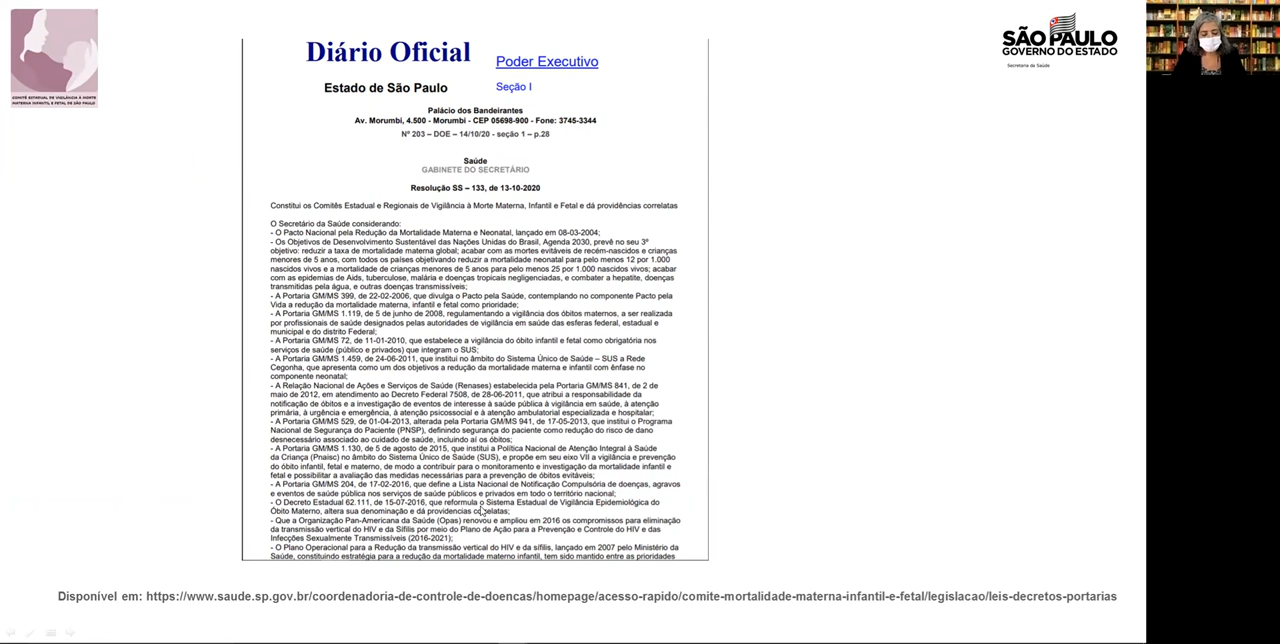 COMITÊ ESTADUAL DE VIGILÂNCIA À MORTE
MATERNA INFANTIL E FETAL DE SÃO PAULO
SÃO PAULO
GOVERNO DO ESTADO
Secretaria da Saúde
Diário Oficial
Poder Executivo
Estado de São Paulo
Seção I
Palácio dos Bandeirantes
Av. Morumbi, 4.500 - Morumbi - CEP 05698-900 - Fone: 3745-3344
Nº 203 – DOE – 14/10/20 - seção 1 – p.28
Saúde
GABINETE DO SECRETÁRIO
Resolução SS – 133, de 13-10-2020
Constitui os Comitês Estadual e Regionais de Vigilância à Morte Materna, Infantil e Fetal e dá providências correlatas
O Secretário da Saúde considerando:
- O Pacto Nacional pela Redução da Mortalidade Materna e Neonatal, lançado em 08-03-2004;
- Os Objetivos de Desenvolvimento Sustentável das Nações Unidas do Brasil, Agenda 2030, prevê no seu 3º
objetivo: reduzir a taxa de mortalidade materna global; acabar com as mortes evitáveis de recém-nascidos e crianças
menores de 5 anos, com todos os países objetivando reduzir a mortalidade neonatal para pelo menos 12 por 1.000
nascidos vivos e a mortalidade de crianças menores de 5 anos para pelo menos 25 por 1.000 nascidos vivos; acabar
com as epidemias de Aids, tuberculose, malária e doenças tropicais negligenciadas, e combater a hepatite, doenças
transmitidas pela água, e outras doenças transmissíveis;
- A Portaria GM/MS 399, de 22-02-2006, que divulga o Pacto pela Saúde, contemplando no componente Pacto pela
Vida a redução da mortalidade materna, infantil e fetal como prioridade;
- A Portaria GM/MS 1.119, de 5 de junho de 2008, regulamentando a vigilância dos óbitos maternos, a ser realizada
por profissionais de saúde designados pelas autoridades de vigilância em saúde das esferas federal, estadual e
municipal e do distrito Federal;
- A Portaria GM/MS 72, de 11-01-2010, que estabelece a vigilância do óbito infantil e fetal como obrigatória nos
serviços de saúde (público e privados) que integram o SUS;
- A Portaria GM/MS 1.459, de 24-06-2011, que institui no âmbito do Sistema Único de Saúde – SUS a Rede
Cegonha, que apresenta como um dos objetivos a redução da mortalidade materna e infantil com ênfase no
componente neonatal;
- A Relação Nacional de Ações e Serviços de Saúde (Renases) estabelecida pela Portaria GM/MS 841, de 2 de
maio de 2012, em atendimento ao Decreto Federal 7508, de 28-06-2011, que atribui a responsabilidade da
notificação de óbitos e a investigação de eventos de interesse à saúde pública à vigilância em saúde, à atenção
primária, à urgência e emergência, à atenção psicossocial e à atenção ambulatorial especializada e hospitalar;
- A Portaria GM/MS 529, de 01-04-2013, alterada pela Portaria GM/MS 941, de 17-05-2013, que institui o Programa
Nacional de Segurança do Paciente (PNSP), definindo segurança do paciente como redução do risco de dano
desnecessário associado ao cuidado de saúde, incluindo aí os óbitos;
- A Portaria GM/MS 1.130, de 5 de agosto de 2015, que institui a Política Nacional de Atenção Integral à Saúde
da Criança (Pnaisc) no âmbito do Sistema Único de Saúde (SUS), e propõe em seu eixo VII a vigilância e prevenção
do óbito infantil, fetal e materno, de modo a contribuir para o monitoramento e investigação da mortalidade infantil e
fetal e possibilitar a avaliação das medidas necessárias para a prevenção de óbitos evitáveis;
- A Portaria GM/MS 204, de 17-02-2016, que define a Lista Nacional de Notificação Compulsória de doenças, agravos
e eventos de saúde pública nos serviços de saúde públicos e privados em todo o território nacional;
- O Decreto Estadual 62.111, de 15-07-2016, que reformula o Sistema Estadual de Vigilância Epidemiológica do
Óbito Materno, altera sua denominação e dá providencias correlatas;
- Que a Organização Pan-Americana da Saúde (Opas) renovou e ampliou em 2016 os compromissos para eliminação
da transmissão vertical do HIV e da Sífilis por meio do Plano de Ação para a Prevenção e Controle do HIV e das
Infecções Sexualmente Transmissíveis (2016-2021);
- O Plano Operacional para a Redução da transmissão vertical do HIV e da sífilis, lançado em 2007 pelo Ministério da
Saúde, constituindo estratégia para a redução da mortalidade materno infantil, tem sido mantido entre as prioridades
Disponível em: https://www.saude.sp.gov.br/coordenadoria-de-controle-de-doencas/homepage/acesso-rapido/comite-mortalidade-materna-infantil-e-fetal/legislacao/leis-decretos-portarias